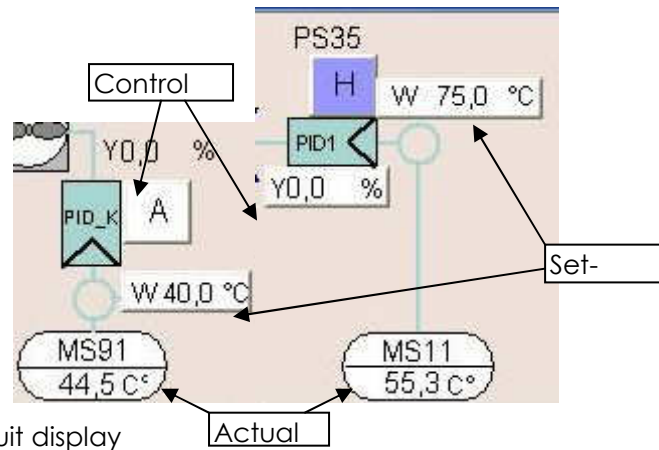 PS35
Control
H
W 75,0 °C
Y0,0 %
PID1
PID_K
A
Y0,0 %
Set-
W 40,0 °C
MS91
44,5 C°
MS11
55,3 C°
uit display
Actual